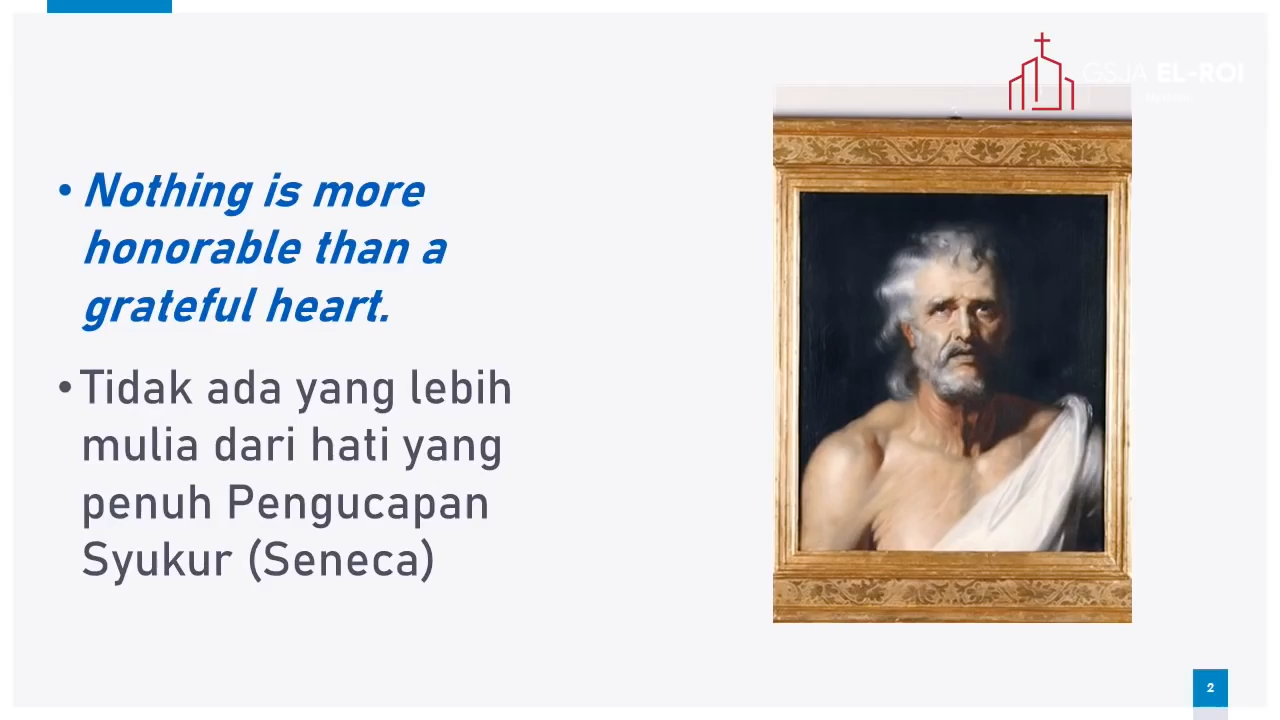 GSJA EL-ROI
• Nothing is more
honorable than a
grateful heart.
• Tidak ada yang lebih
mulia dari hati yang
penuh Pengucapan
Syukur (Seneca)
2